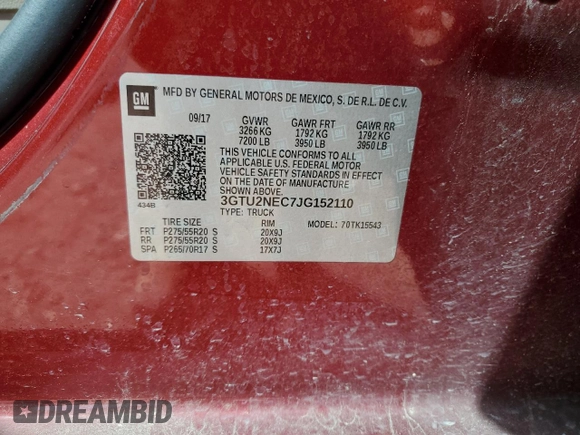 GM
MFD BY GENERAL MOTORS DE MEXICO, S. DE R.L. DE C.V.
09/17 GVWR GAWR FRT GAWR RR
3266 KG 1792 KG 1792 KG
7200 LB 3950 LB 3950 LB
THIS VEHICLE CONFORMS TO ALL
APPLICABLE U.S. FEDERAL MOTOR
VEHICLE SAFETY STANDARDS IN EFFECT
ON THE DATE OF MANUFACTURE
SHOWN ABOVE.
434B 3GTU2NEC7JG152110
TYPE: TRUCK MODEL: 70TK15543
TIRE SIZE RIM
FRT P275/55R20 S 20X9J
RR P275/55R20 S 20X9J
SPA P265/70R17 S 17X7J
DREAMBID